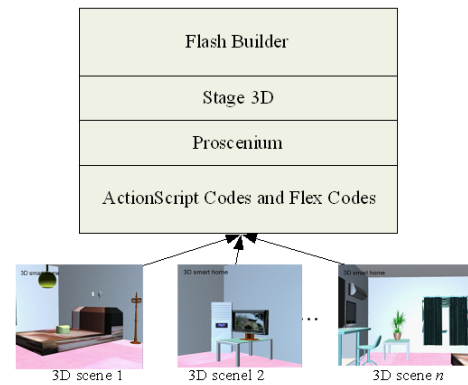 Flash Builder
Stage 3D
Proscenium
ActionScript Codes and Flex Codes
3D smart home
3D smart home
3D smart home
...
3D scene 1
3D scenel 2
3D scene n